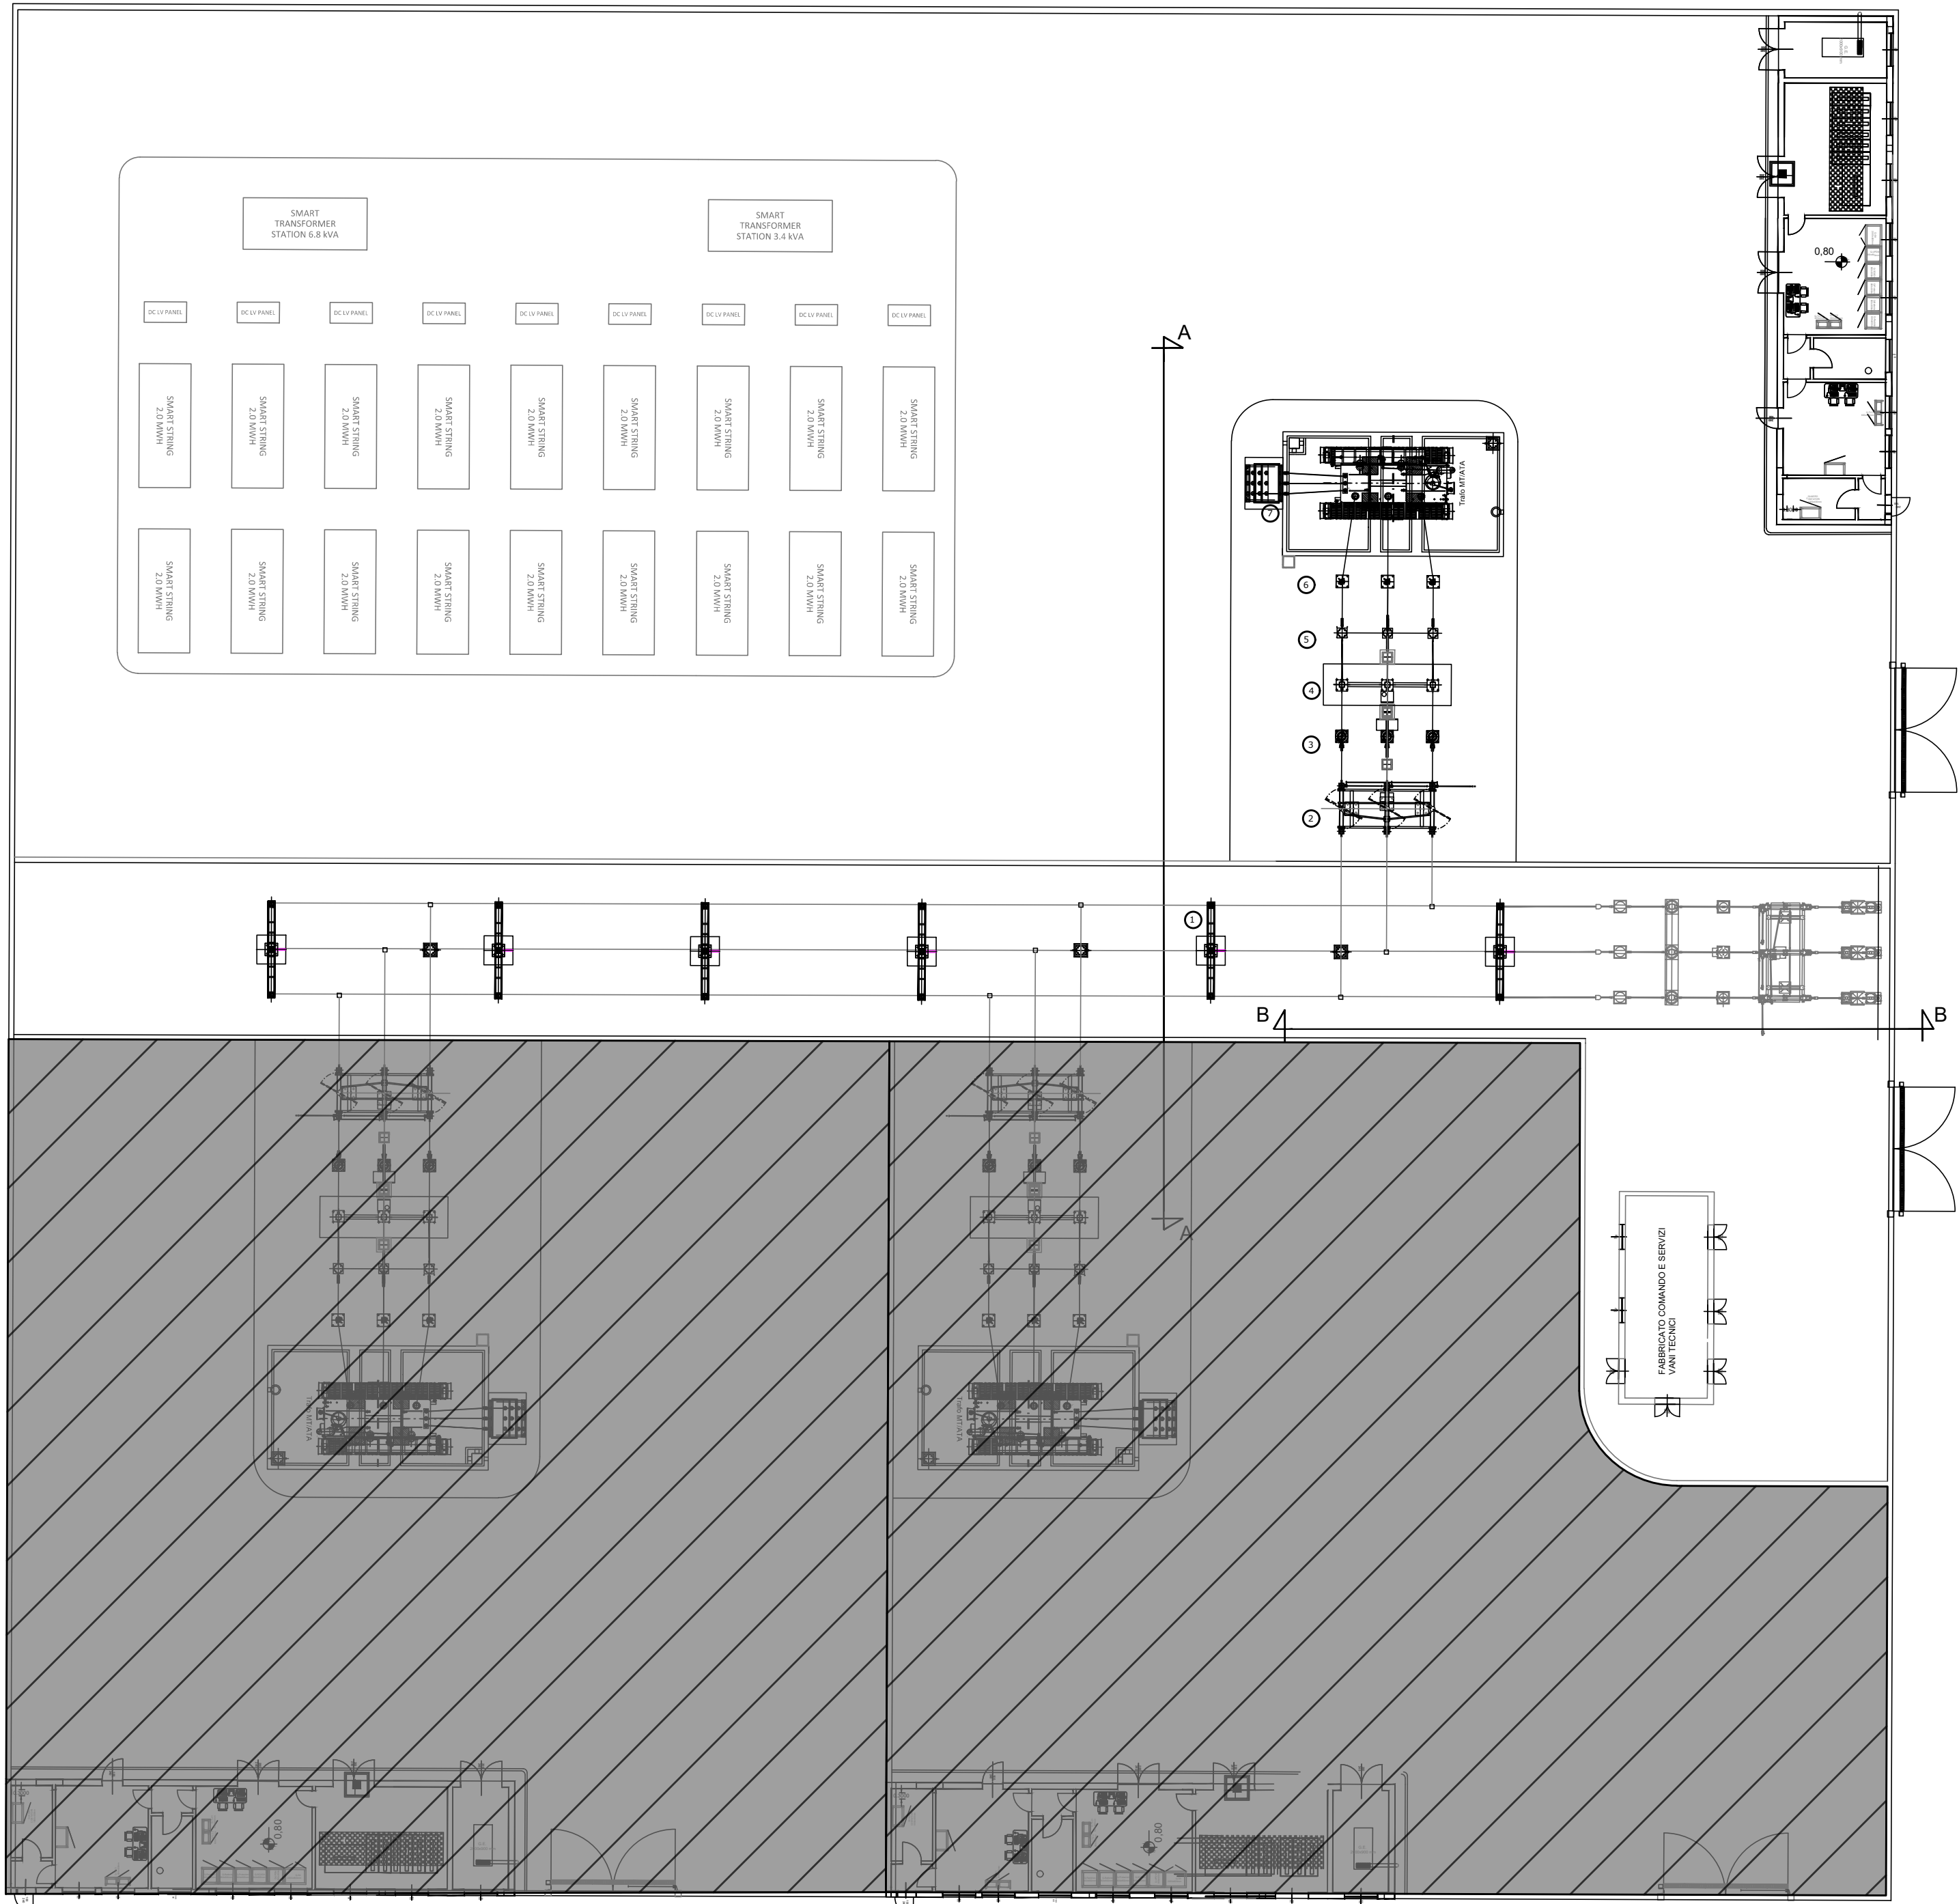 0,80
SMART
TRANSFORMER
STATION 6.8 kVA
SMART
TRANSFORMER
STATION 3.4 kVA
DC LV PANEL
DC LV PANEL
DC LV PANEL
DC LV PANEL
DC LV PANEL
DC LV PANEL
DC LV PANEL
DC LV PANEL
DC LV PANEL
A
SMART STRING
2.0 MWH
SMART STRING
2.0 MWH
SMART STRING
2.0 MWH
SMART STRING
2.0 MWH
SMART STRING
2.0 MWH
SMART STRING
2.0 MWH
SMART STRING
2.0 MWH
SMART STRING
2.0 MWH
SMART STRING
2.0 MWH
Trafo MT/ATA
7
SMART STRING
2.0 MWH
SMART STRING
2.0 MWH
SMART STRING
2.0 MWH
SMART STRING
2.0 MWH
SMART STRING
2.0 MWH
SMART STRING
2.0 MWH
SMART STRING
2.0 MWH
SMART STRING
2.0 MWH
SMART STRING
2.0 MWH
6
5
4
3
2
1
B
B
A
FABBRICATO COMANDO E SERVIZI
VANI TECNICI
Trafo MT/ATA
Trafo MT/ATA
0,80
0,80